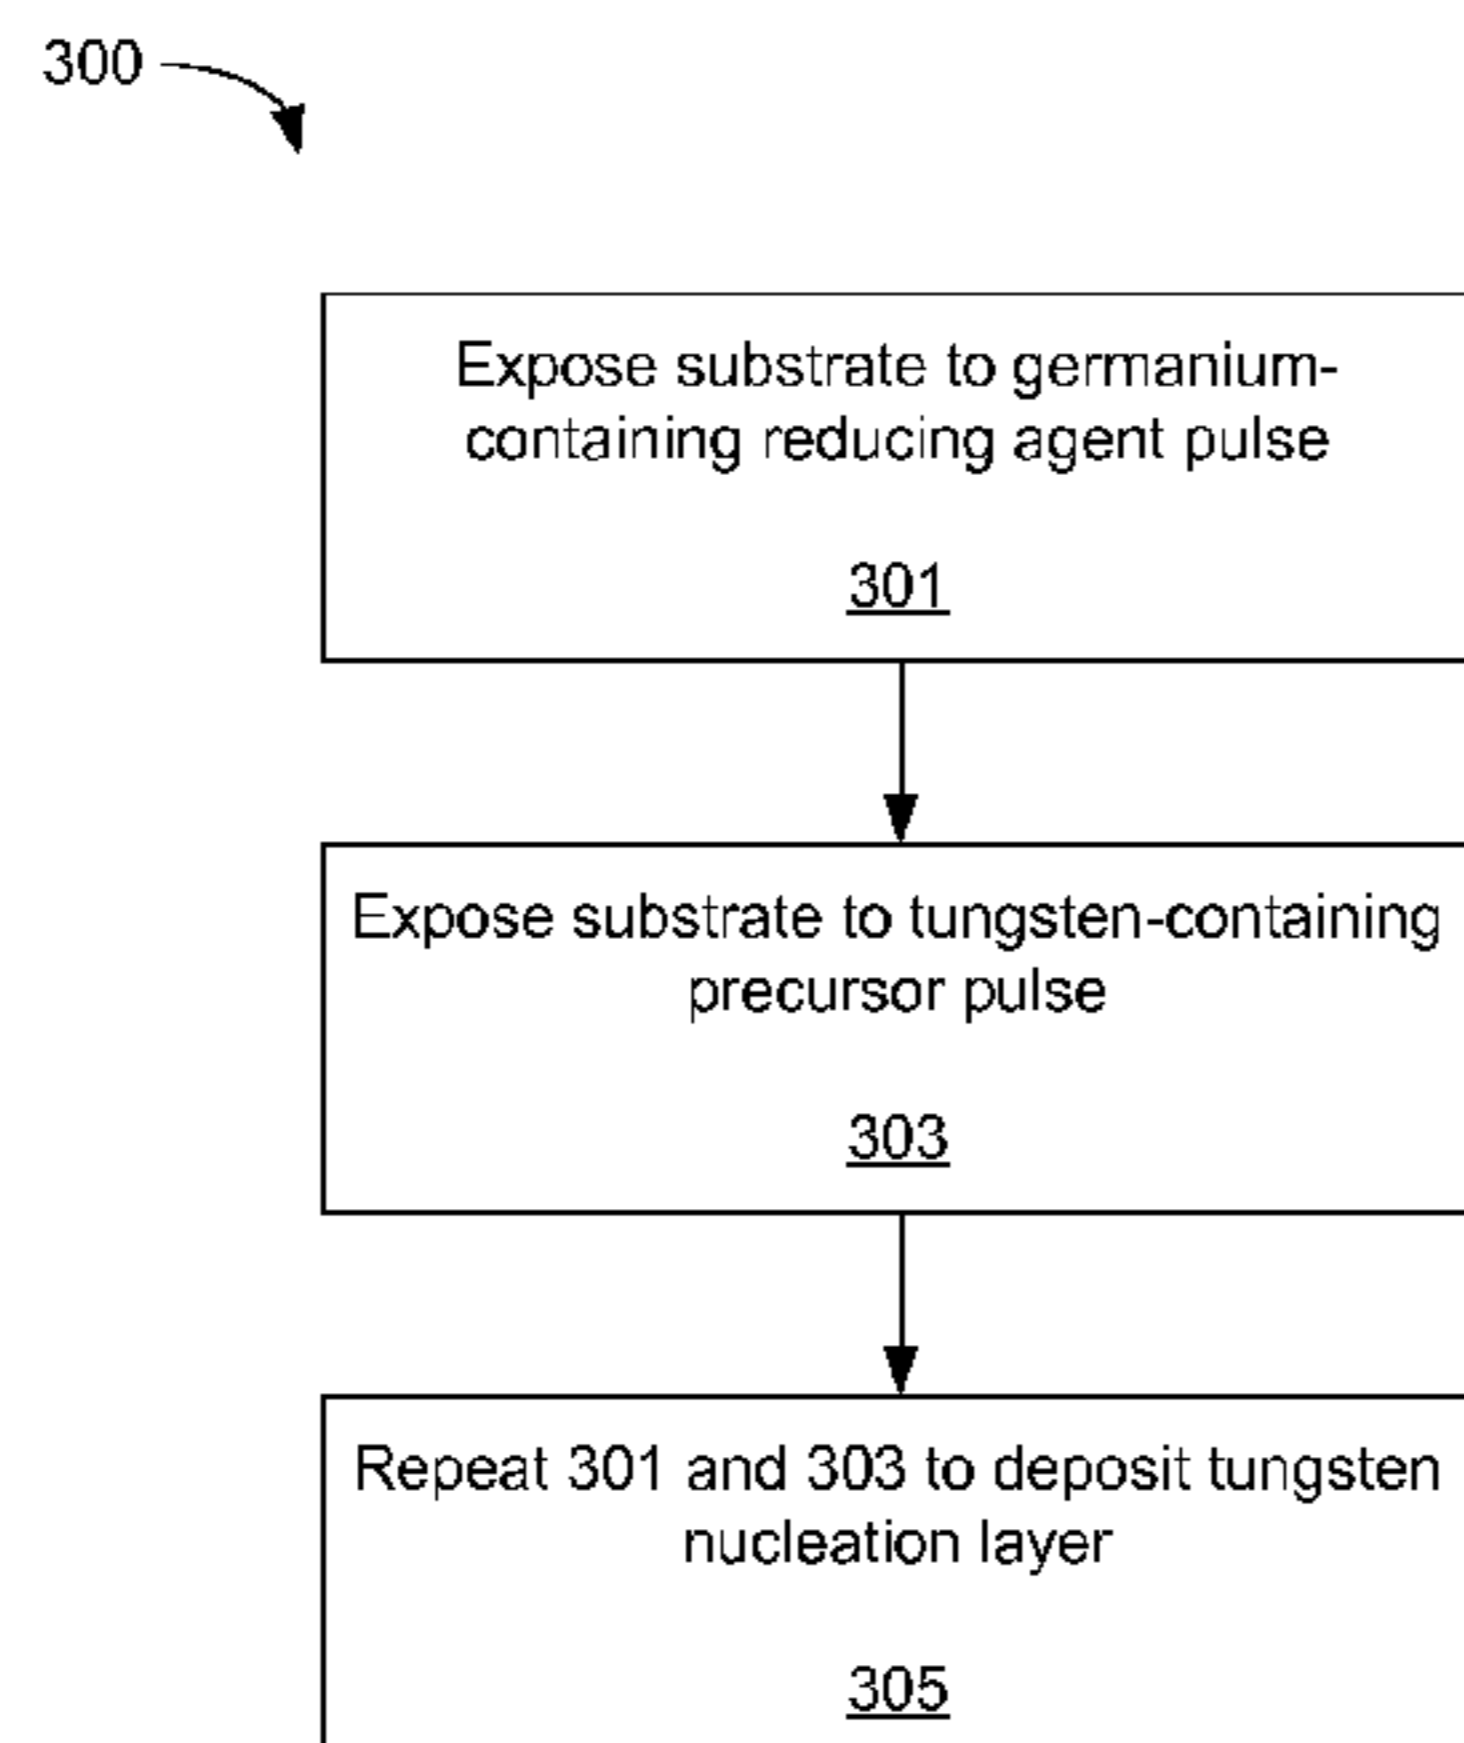 300
Expose substrate to germanium-
containing reducing agent pulse
301
Expose substrate to tungsten-containing
precursor pulse
303
Repeat 301 and 303 to deposit tungsten
nucleation layer
305